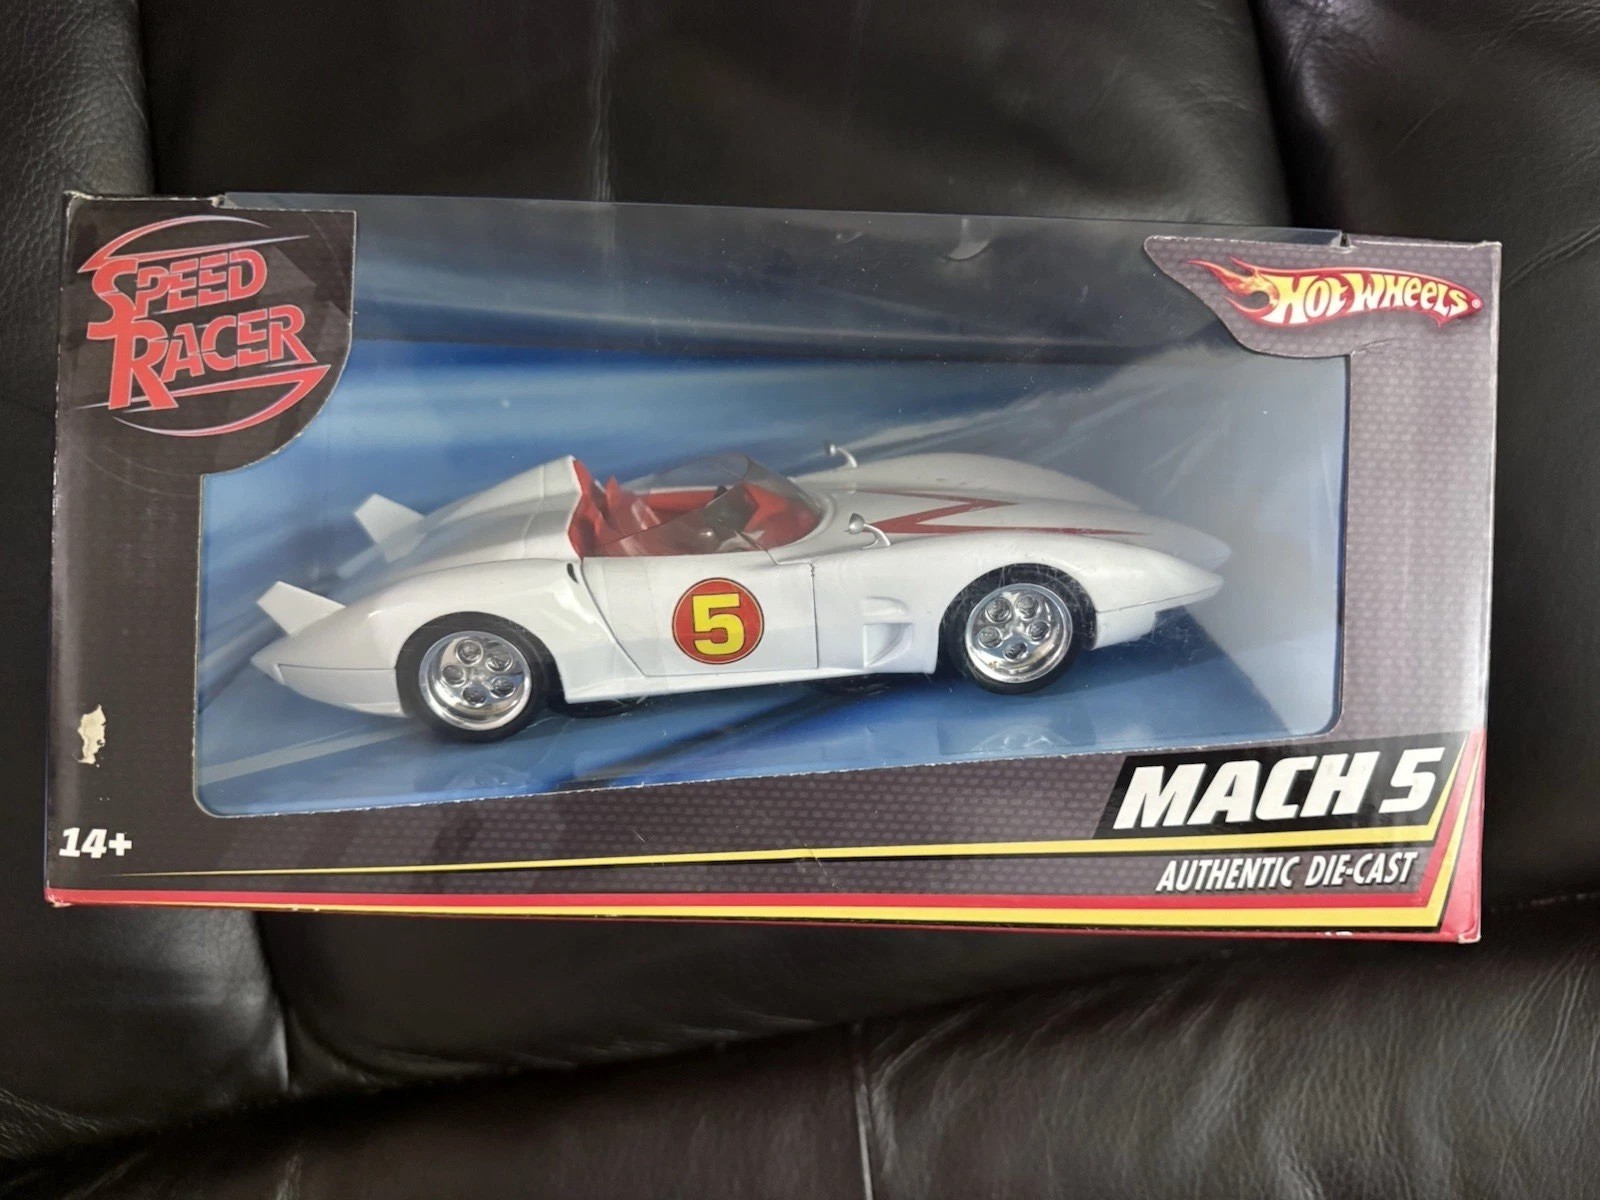 SPEED
RACER
HOT WHEELS
5
14+
MACH 5
AUTHENTIC DIE-CAST